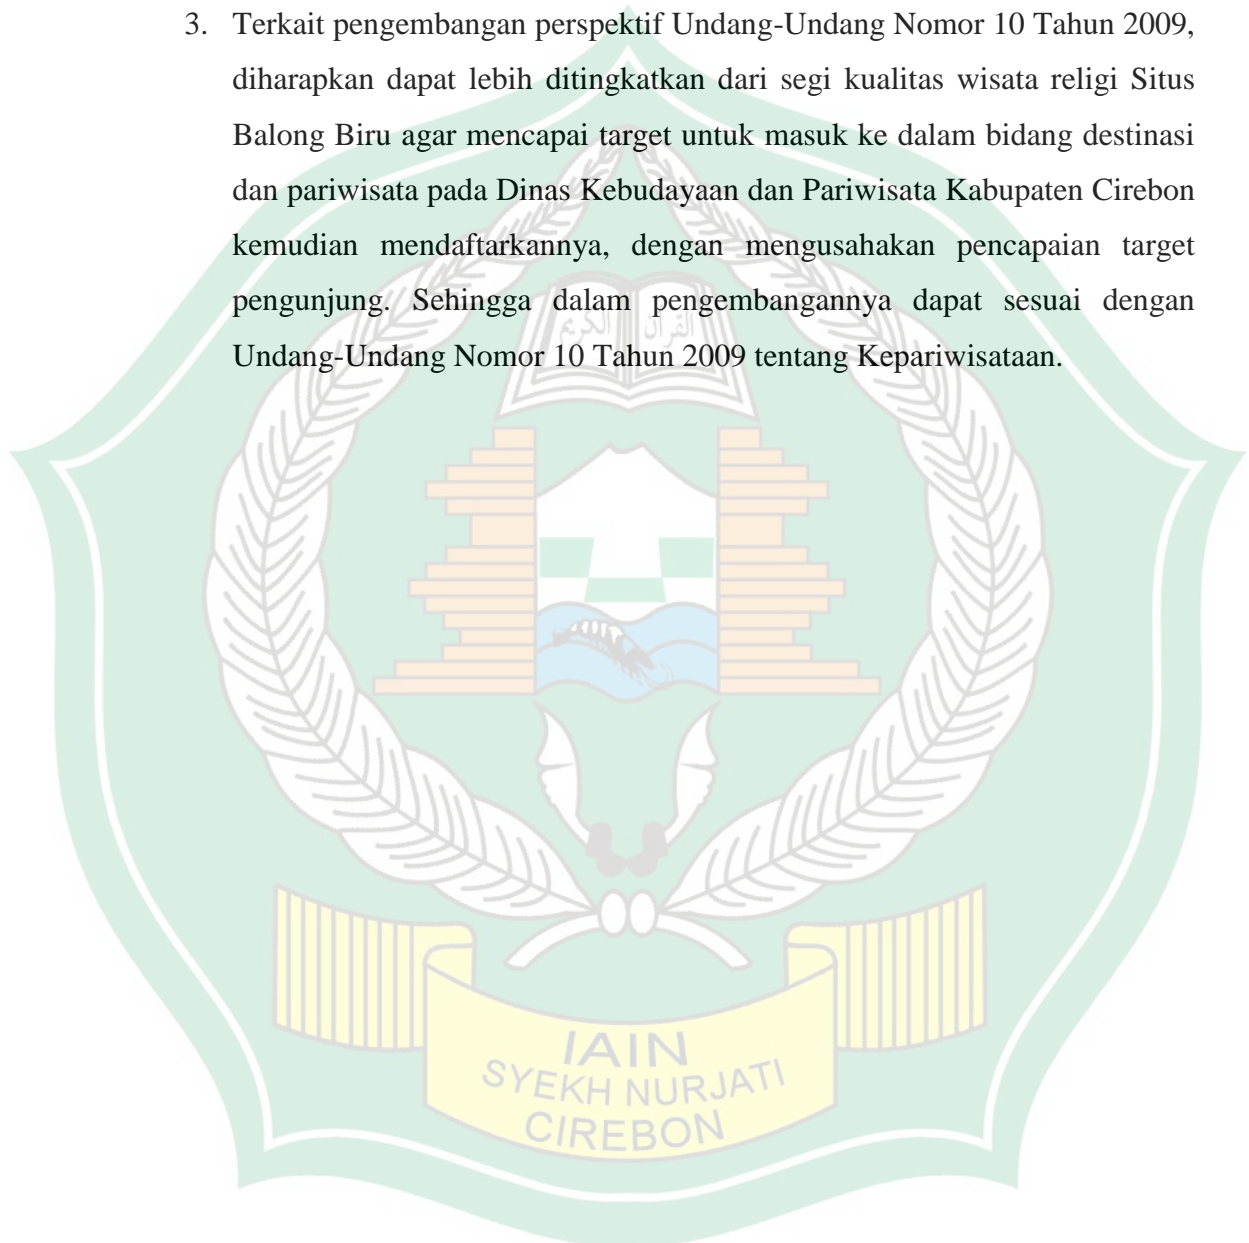 3. Terkait pengembangan perspektif Undang-Undang Nomor 10 Tahun 2009,
diharapkan dapat lebih ditingkatkan dari segi kualitas wisata religi Situs
Balong Biru agar mencapai target untuk masuk ke dalam bidang destinasi
dan pariwisata pada Dinas Kebudayaan dan Pariwisata Kabupaten Cirebon
kemudian mendaftarkannya, dengan mengusahakan pencapaian target
pengunjung. Sehingga dalam pengembangannya dapat sesuai dengan
القرآن الكريم
Undang-Undang Nomor 10 Tahun 2009 tentang Kepariwisataan.
IAIN
SYEKH NURJATI
CIREBON